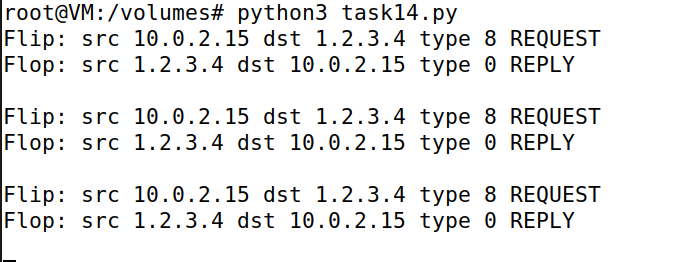 root@VM:/volumes# python3 task14.py
Flip: src 10.0.2.15 dst 1.2.3.4 type 8 REQUEST
Flop: src 1.2.3.4 dst 10.0.2.15 type 0 REPLY
Flip: src 10.0.2.15 dst 1.2.3.4 type 8 REQUEST
Flop: src 1.2.3.4 dst 10.0.2.15 type 0 REPLY
Flip: src 10.0.2.15 dst 1.2.3.4 type 8 REQUEST
Flop: src 1.2.3.4 dst 10.0.2.15 type 0 REPLY